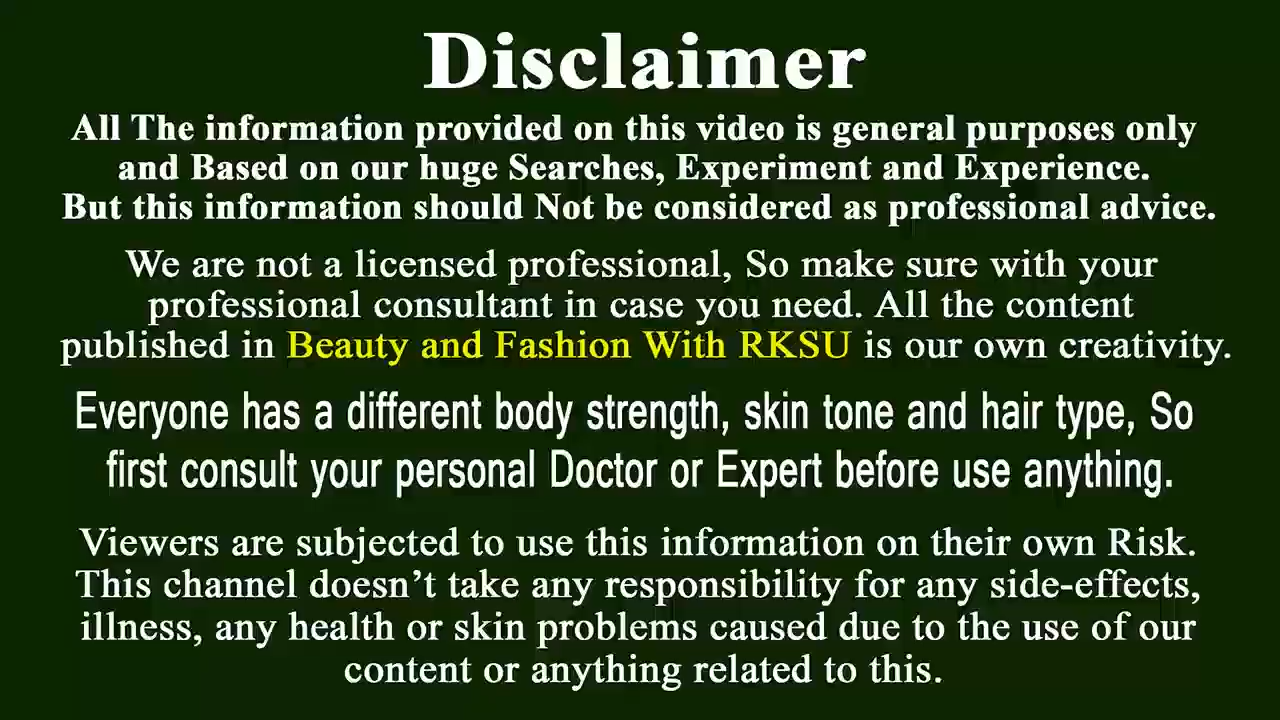 Disclaimer
All The information provided on this video is general purposes only
and Based on our huge Searches, Experiment and Experience.
But this information should Not be considered as professional advice.
We are not a licensed professional, So make sure with your
professional consultant in case you need. All the content
published in Beauty and Fashion With RKSU is our own creativity.
Everyone has a different body strength, skin tone and hair type, So
first consult your personal Doctor or Expert before use anything.
Viewers are subjected to use this information on their own Risk.
This channel doesn’t take any responsibility for any side-effects,
illness, any health or skin problems caused due to the use of our
content or anything related to this.